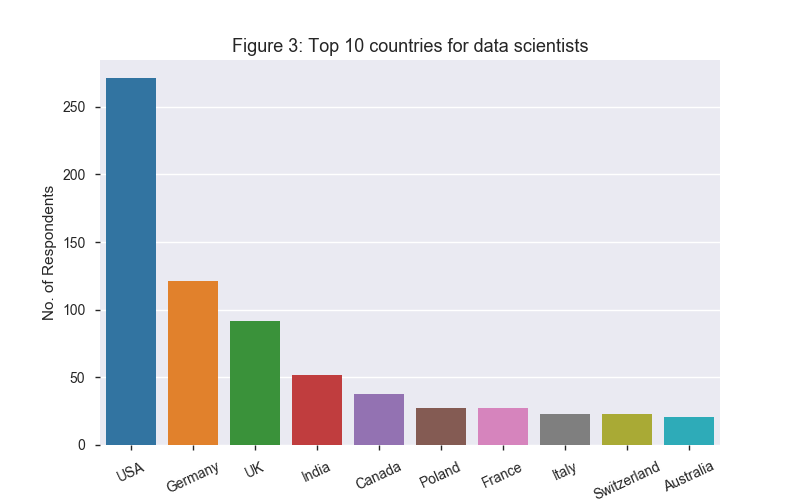 Figure 3: Top 10 countries for data scientists
No. of Respondents
250
200
150
100
50
0
USA
Germany
UK
India
Canada
Poland
France
Italy
Switzerland
Australia